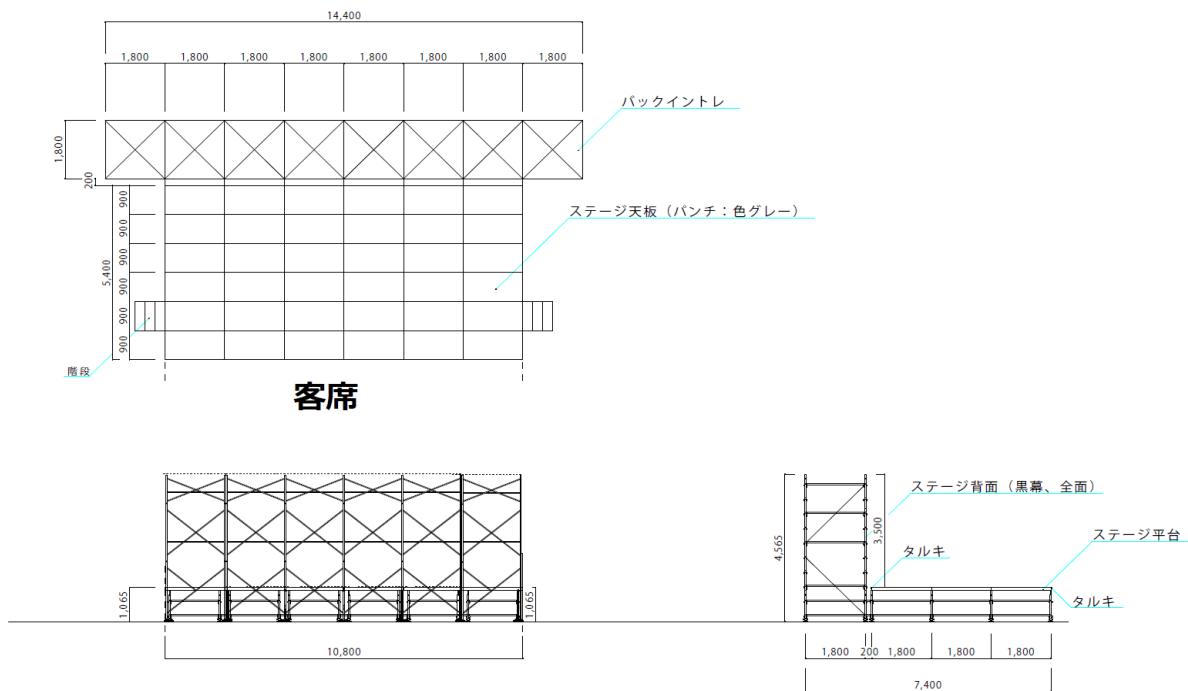 14,400
1,800 1,800 1,800 1,800 1,800 1,800 1,800 1,800
バックイントレ
1,800
200
900
900
900
900
900
900
5,400
ステージ天板（パンチ：色グレー）
階段
客席
ステージ背面（黒幕、全面）
4,565
3,500
タルキ
ステージ平台
タルキ
1,065
1,065
10,800
1,800 200 1,800 1,800 1,800
7,400